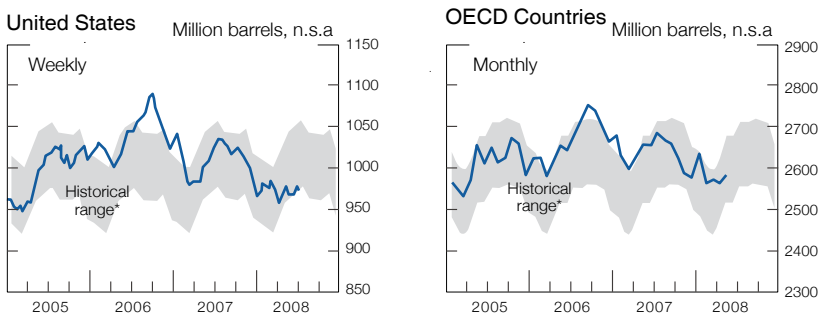 United States
Million barrels, n.s.a
Weekly
1150
1100
1050
1000
950
900
850
Historical
range*
2005 2006 2007 2008
OECD Countries
Million barrels, n.s.a
Monthly
2900
2800
2700
2600
2500
2400
2300
Historical
range*
2005 2006 2007 2008